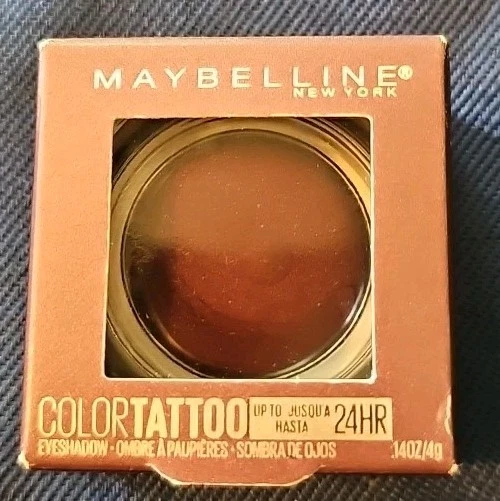 MAYBELLINE®
NEW YORK
COLORTATTOO UP TO JUSQU'A HASTA 24HR
EYESHADOW • OMBRE À PAUPIÈRES • SOMBRA DE OJOS .14OZ/4g